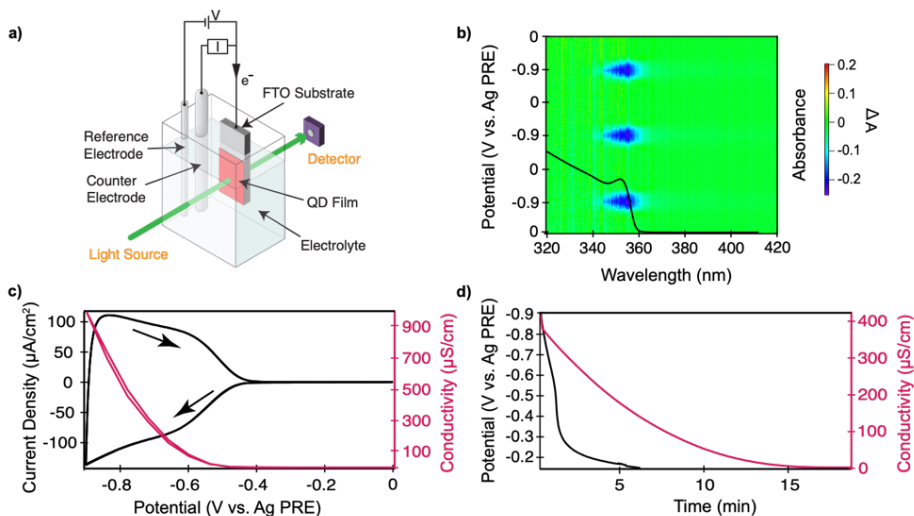 a)
V
I
e⁻
FTO Substrate
Reference
Electrode
Counter
Electrode
Detector
QD Film
Electrolyte
Light Source
b)
Potential (V vs. Ag PRE)
0
-0.9
0
-0.9
0
-0.9
0
320
340
360
380
400
420
Wavelength (nm)
Absorbance
0.2
0.1
0
-0.1
-0.2
ΔA
c)
Current Density (µA/cm²)
100
50
0
-50
-100
-0.8
-0.6
-0.4
-0.2
0
Potential (V vs. Ag PRE)
900
700
500
300
100
Conductivity (µS/cm)
d)
Potential (V vs. Ag PRE)
-0.9
-0.8
-0.7
-0.6
-0.5
-0.4
-0.3
-0.2
5
10
15
Time (min)
400
300
200
100
0
Conductivity (µS/cm)